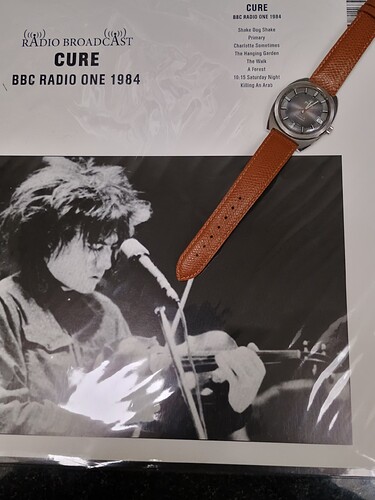 RADIO BROADCAST
CURE
BBC RADIO ONE 1984
CURE
BBC RADIO ONE 1984
Shake Dog Shake
Primary
Charlotte Sometimes
The Hanging Garden
The Walk
A Forest
10:15 Saturday Night
Killing An Arab